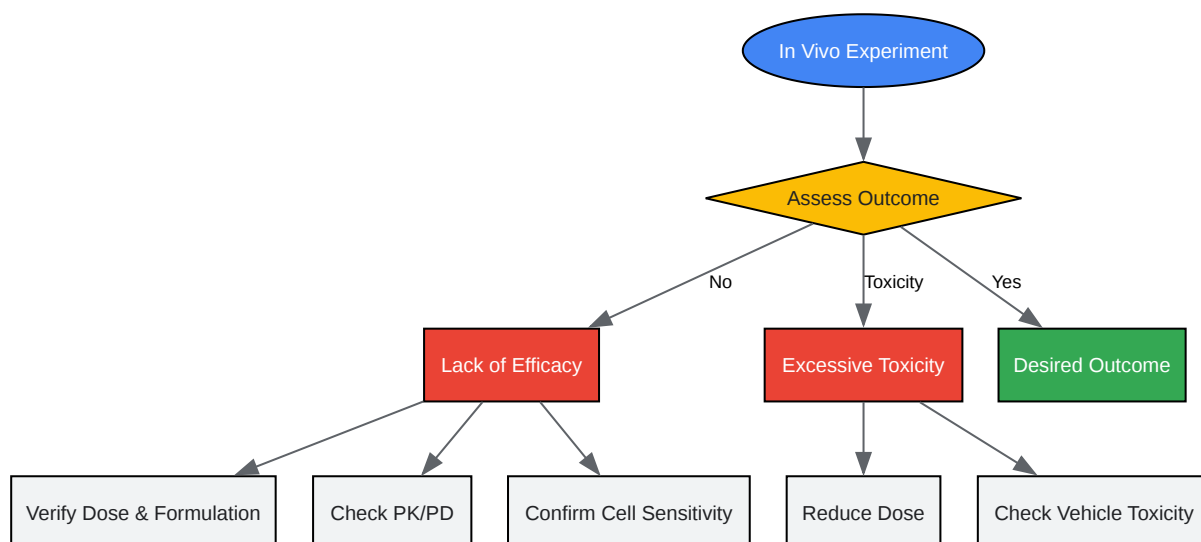 In Vivo Experiment
Assess Outcome
No
Toxicity
Yes
Lack of Efficacy
Excessive Toxicity
Desired Outcome
Verify Dose & Formulation
Check PK/PD
Confirm Cell Sensitivity
Reduce Dose
Check Vehicle Toxicity